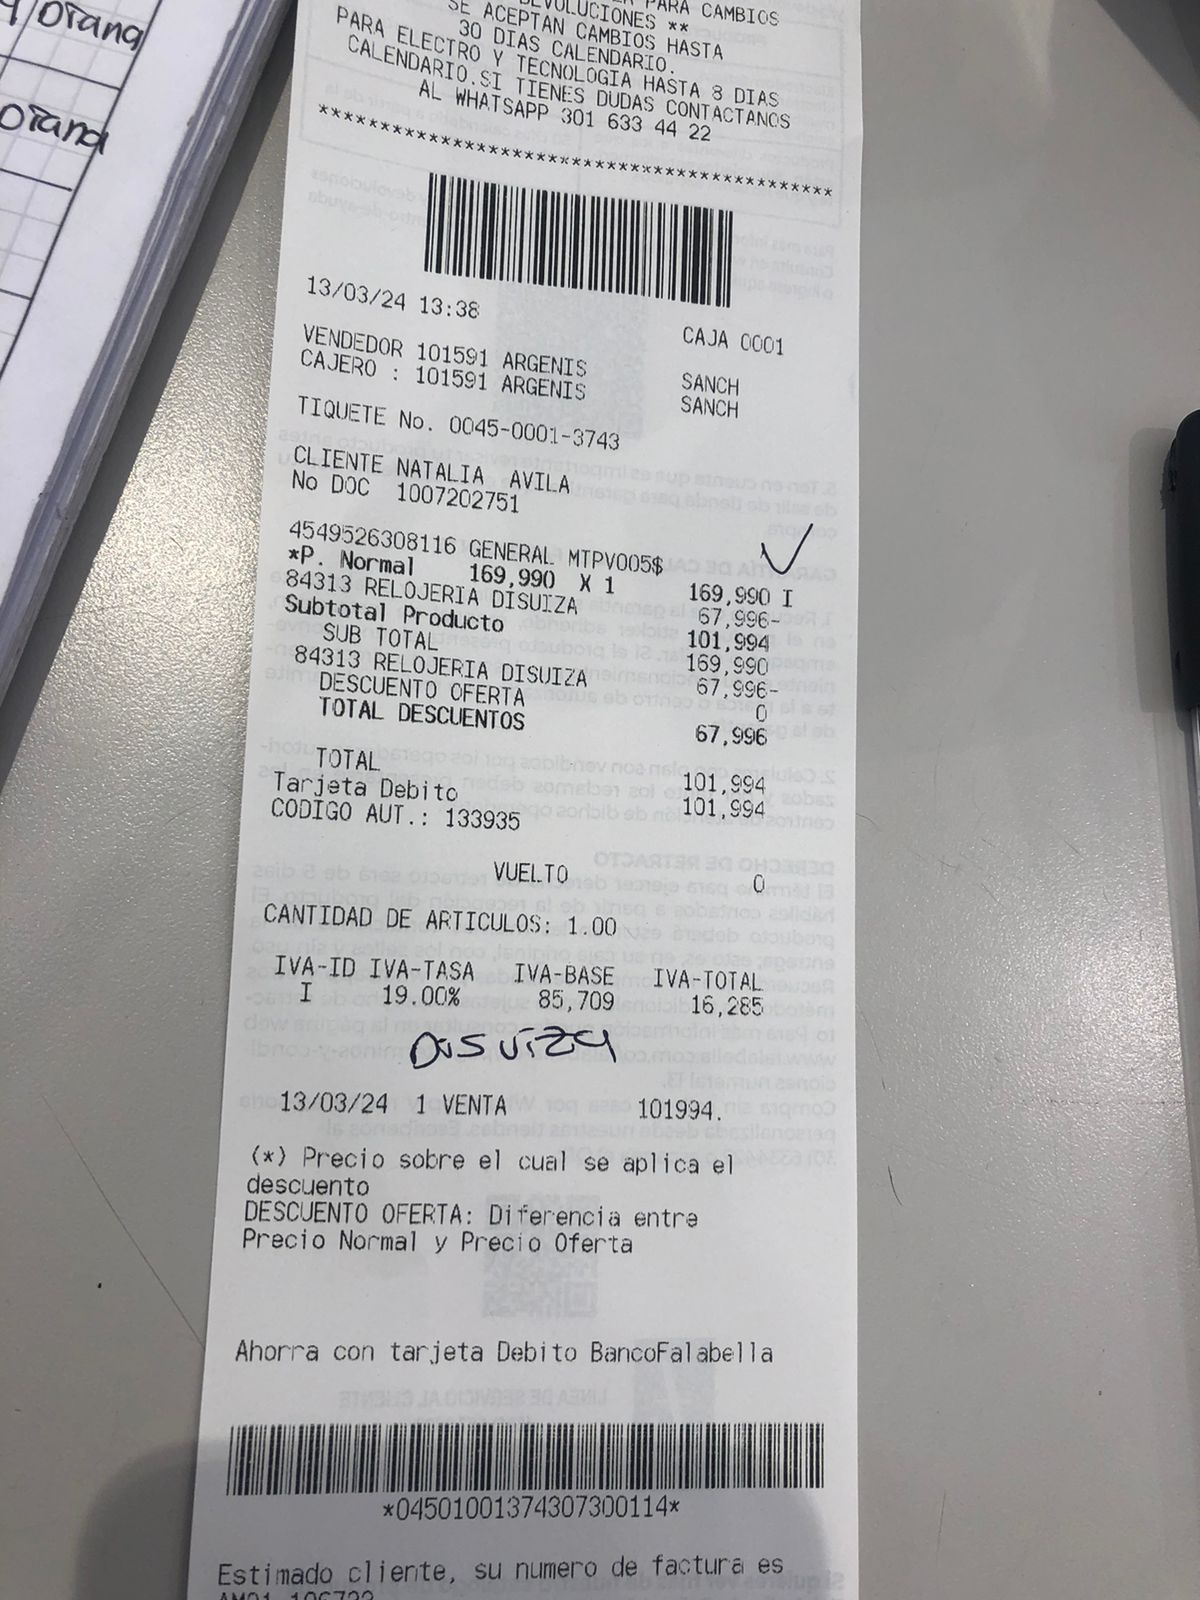 Orana
Orana
PARA CAMBIOS
DEVOLUCIONES **
SE ACEPTAN CAMBIOS HASTA
30 DIAS CALENDARIO.
PARA ELECTRO Y TECNOLOGIA HASTA 8 DIAS
CALENDARIO.SI TIENES DUDAS CONTACTANOS
AL WHATSAPP 301 633 44 22
13/03/24 13:38 CAJA 0001
VENDEDOR 101591 ARGENIS SANCH
CAJERO : 101591 ARGENIS SANCH
TIQUETE No. 0045-0001-3743
CLIENTE NATALIA AVILA
No DOC 1007202751
4549526308116 GENERAL MTPV005$
*P. Normal 169,990 X 1 169,990 I
84313 RELOJERIA DISUIZA 67,996-
Subtotal Producto 101,994
SUB TOTAL 169,990
84313 RELOJERIA DISUIZA 67,996-
DESCUENTO OFERTA 0
TOTAL DESCUENTOS 67,996
TOTAL 101,994
Tarjeta Debito 101,994
CODIGO AUT.: 133935
VUELTO 0
CANTIDAD DE ARTICULOS: 1.00
IVA-ID IVA-TASA IVA-BASE IVA-TOTAL
I 19.00% 85,709 16,285
Disuiza
13/03/24 1 VENTA 101994.
(*) Precio sobre el cual se aplica el
descuento
DESCUENTO OFERTA: Diferencia entre
Precio Normal y Precio Oferta
Ahorra con tarjeta Debito BancoFalabella
*04501001374307300114*
Estimado cliente, su numero de factura es